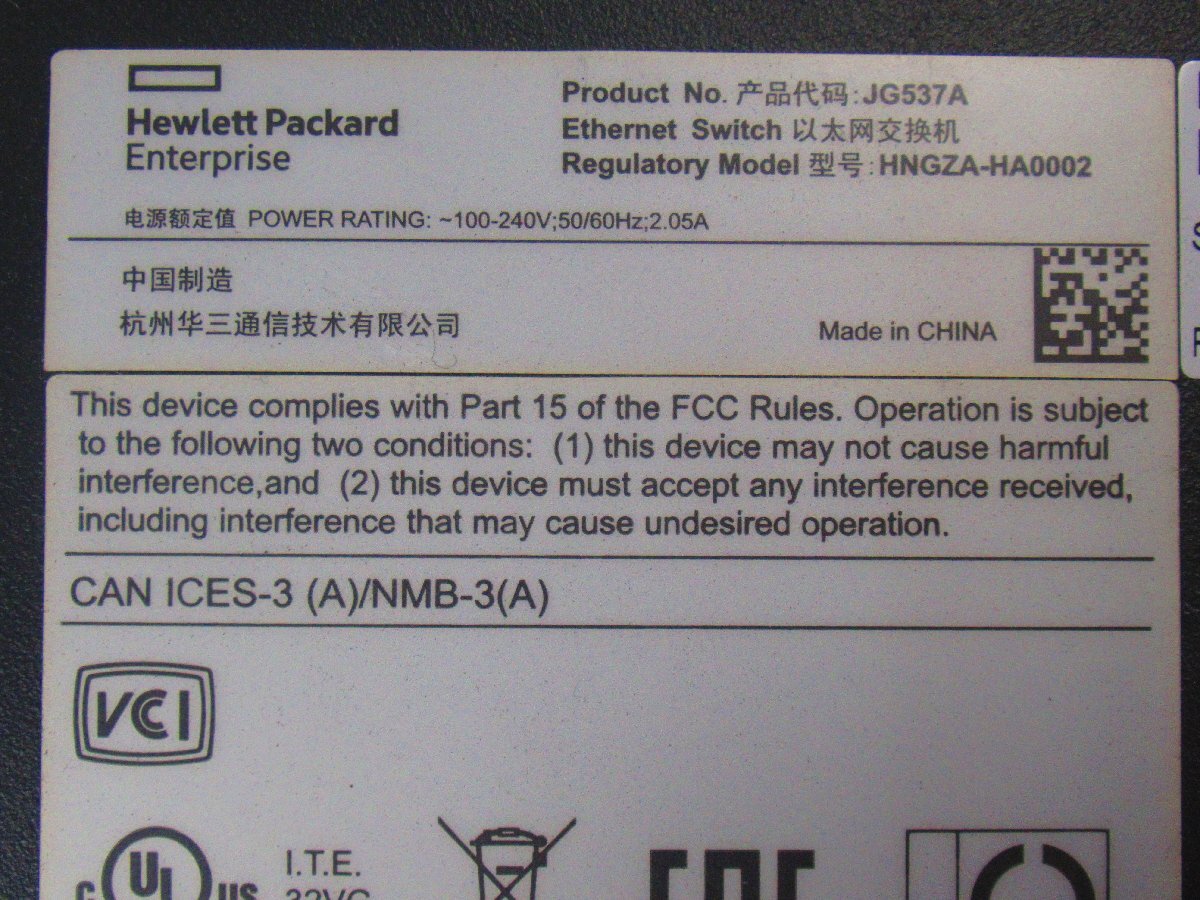 Hewlett Packard
Enterprise
Product No. 产品代码:JG537A
Ethernet Switch 以太网交换机
Regulatory Model 型号:HNGZA-HA0002
电源额定值 POWER RATING: ~100-240V;50/60Hz;2.05A
中国制造
杭州华三通信技术有限公司
Made in CHINA
This device complies with Part 15 of the FCC Rules. Operation is subject
to the following two conditions: (1) this device may not cause harmful
interference,and (2) this device must accept any interference received,
including interference that may cause undesired operation.
CAN ICES-3 (A)/NMB-3(A)
VCCI
c UL US
I.T.E.
32VG
EAC